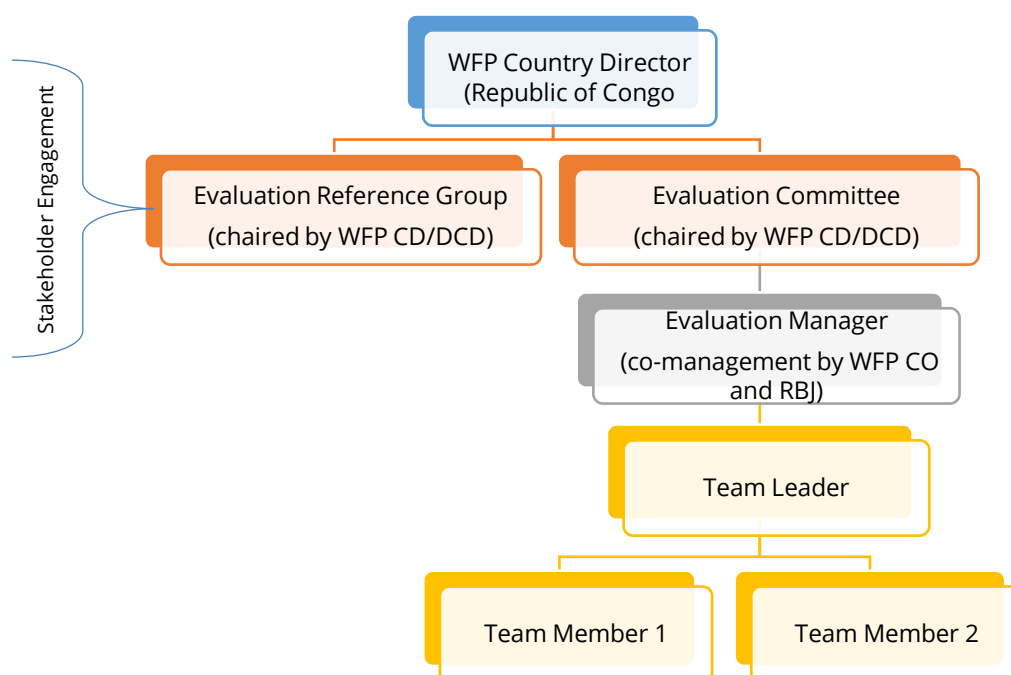 WFP Country Director
(Republic of Congo
Stakeholder Engagement
Evaluation Reference Group
(chaired by WFP CD/DCD)
Evaluation Committee
(chaired by WFP CD/DCD)
Evaluation Manager
(co-management by WFP CO
and RBJ)
Team Leader
Team Member 1
Team Member 2